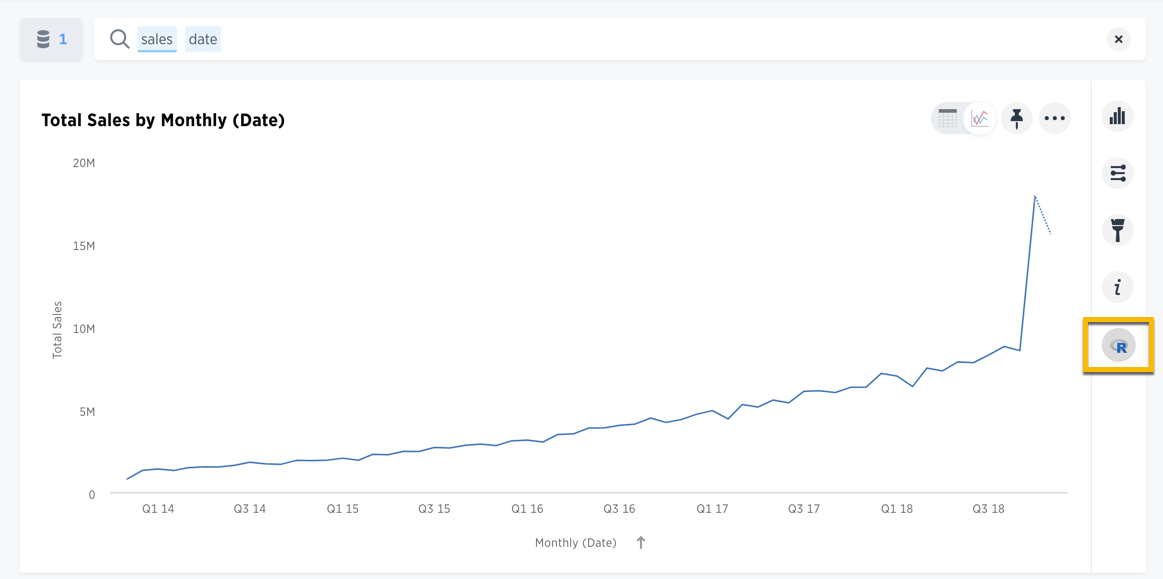 1 sales date
Total Sales by Monthly (Date)
20M
15M
10M
5M
0
Total Sales
Q1 14 Q3 14 Q1 15 Q3 15 Q1 16 Q3 16 Q1 17 Q3 17 Q1 18 Q3 18
Monthly (Date)
i
R